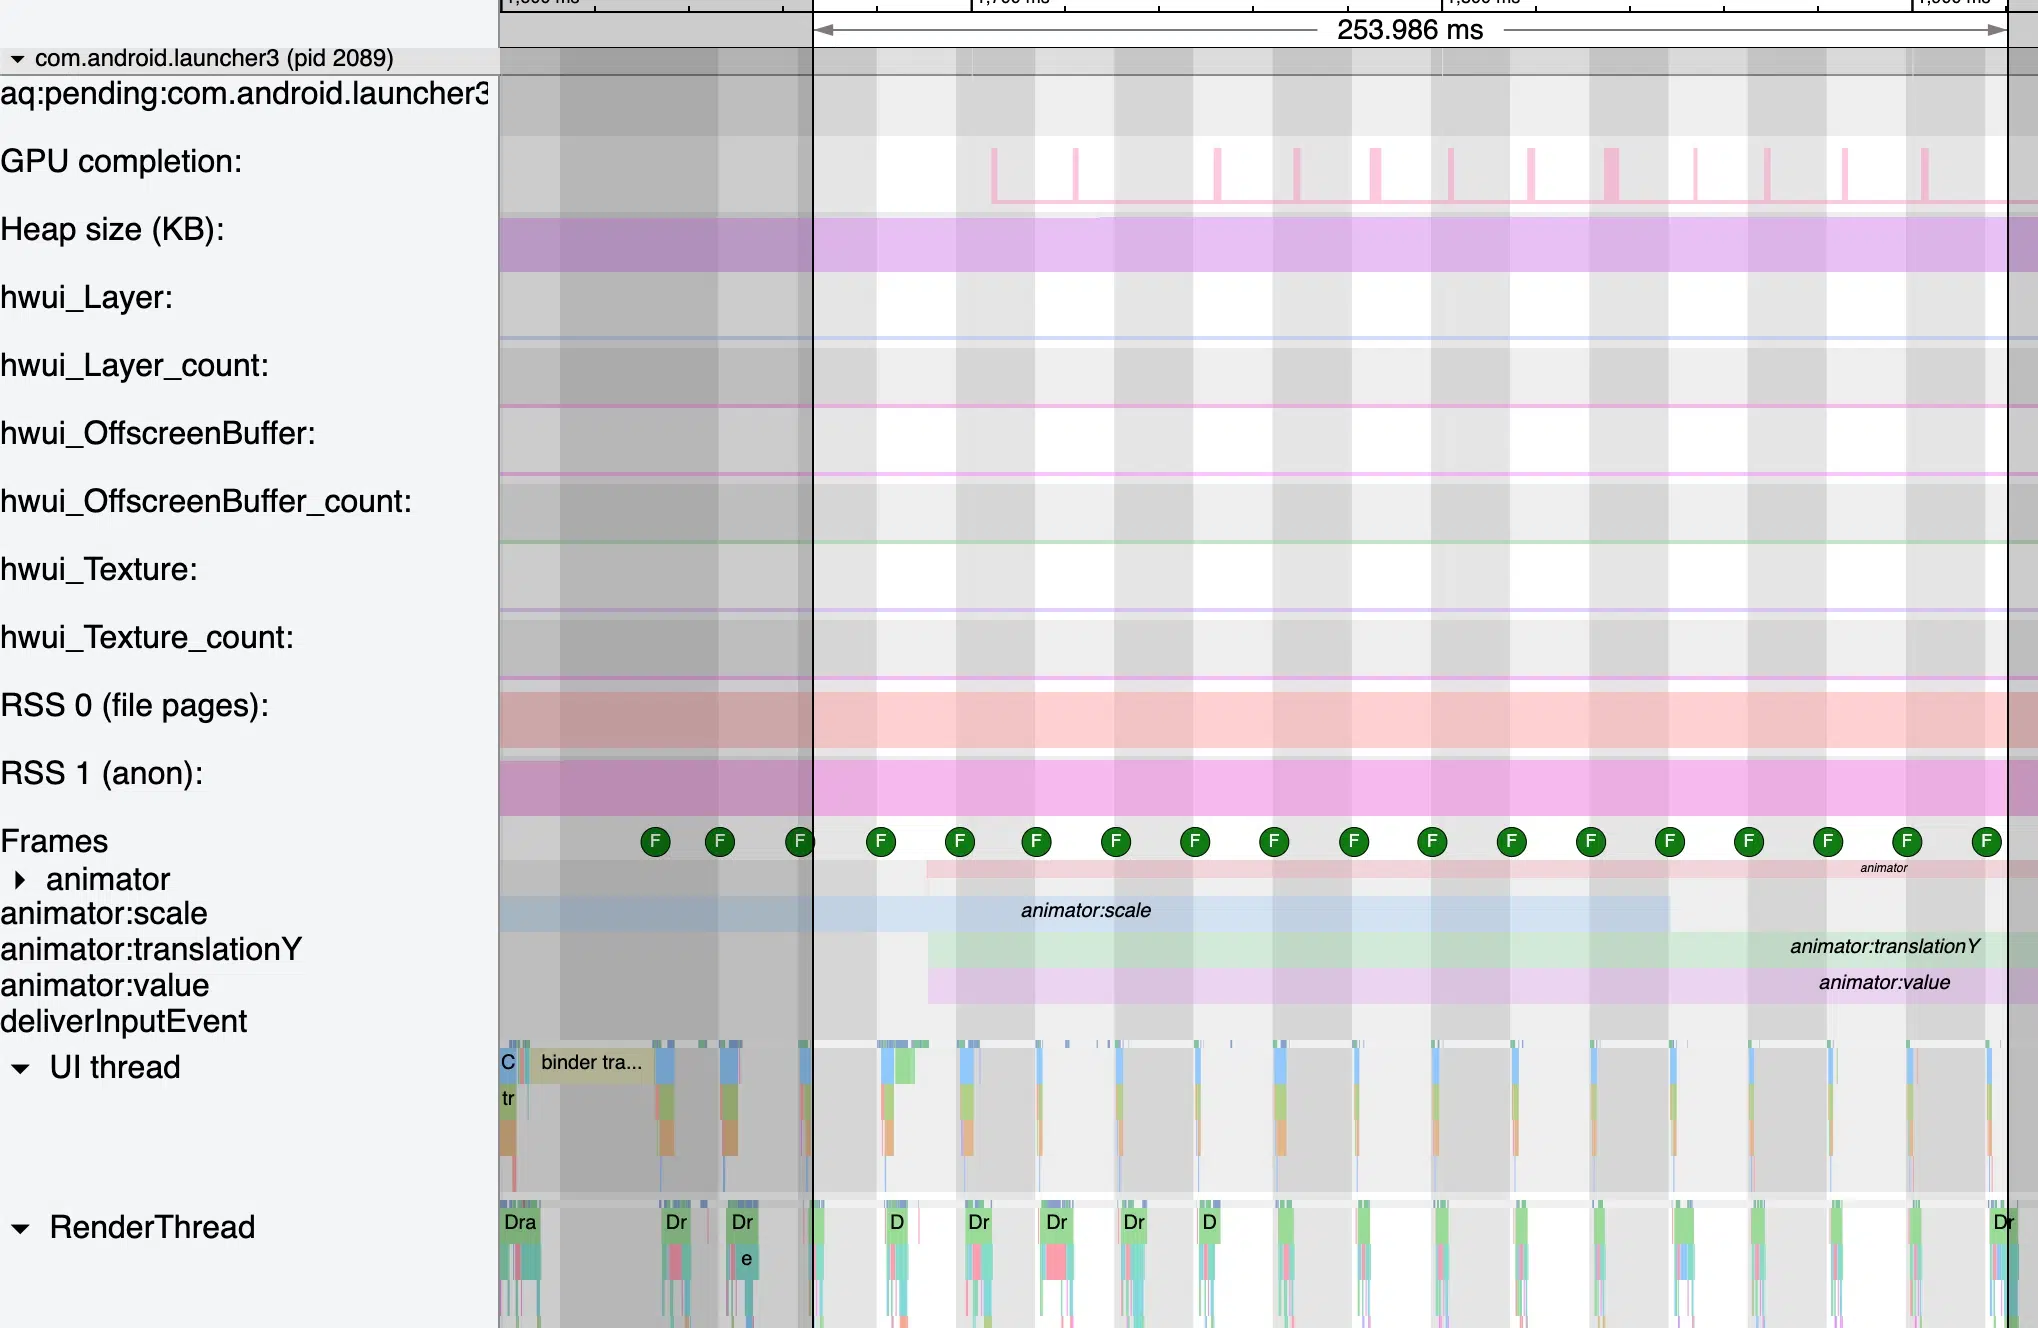 253.986 ms
com.android.launcher3 (pid 2089)
aq:pending:com.android.launcher3
GPU completion:
Heap size (KB):
hwui_Layer:
hwui_Layer_count:
hwui_OffscreenBuffer:
hwui_OffscreenBuffer_count:
hwui_Texture:
hwui_Texture_count:
RSS 0 (file pages):
RSS 1 (anon):
Frames F F F F F F F F F F F F F F F F F F
animator animator
animator:scale animator:scale
animator:translationY animator:translationY
animator:value animator:value
deliverInputEvent
UI thread C binder tra...
tr
RenderThread Dra Dr Dr D Dr Dr Dr D Dr
e